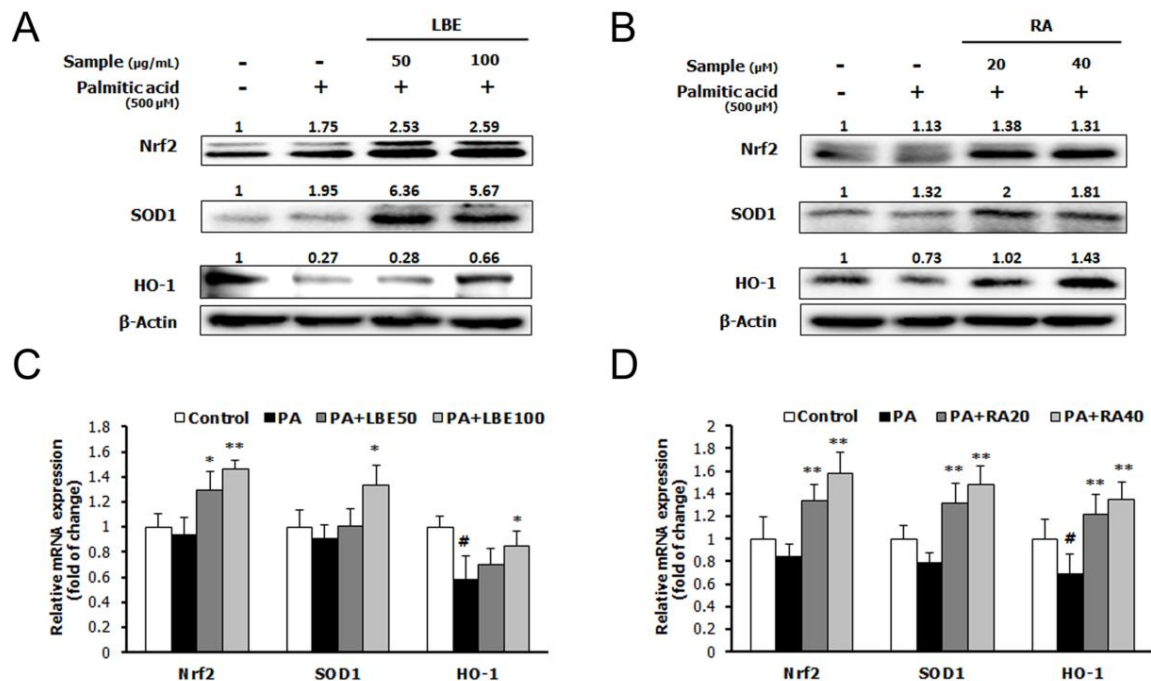 A
LBE
Sample (μg/mL) - - 50 100
Palmitic acid - + + +
(500 μM)
1 1.75 2.53 2.59
Nrf2
1 1.95 6.36 5.67
SOD1
1 0.27 0.28 0.66
HO-1
β-Actin
B
RA
Sample (μM) - - 20 40
Palmitic acid - + + +
(500 μM)
1 1.13 1.38 1.31
Nrf2
1 1.32 2 1.81
SOD1
1 0.73 1.02 1.43
HO-1
β-Actin
C
Control PA PA+LBE50 PA+LBE100
Relative mRNA expression
(fold of change)
1.8
1.6
1.4
1.2
1
0.8
0.6
0.4
0.2
0
* **
*
# *
Nrf2 SOD1 HO-1
D
Control PA PA+RA20 PA+RA40
Relative mRNA expression
(fold of change)
2
1.8
1.6
1.4
1.2
1
0.8
0.6
0.4
0.2
0
** **
** **
# ** **
Nrf2 SOD1 HO-1